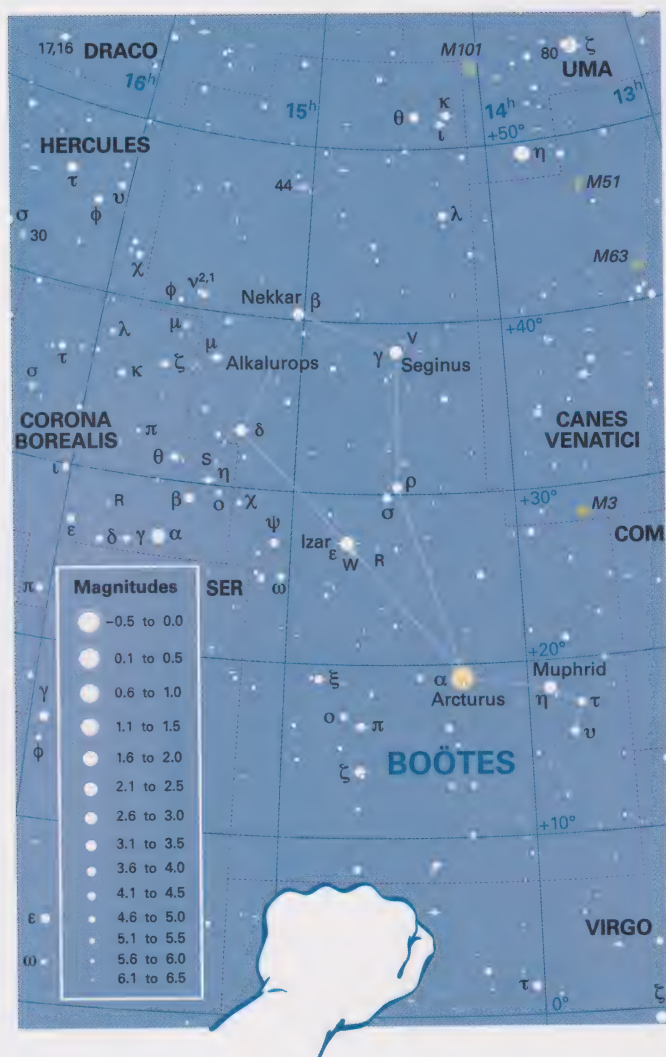 17,16 DRACO
M101
80 ζ
UMA
16h
15h
14h
13h
θ κ
ι
+50°
HERCULES
η
τ
44
M51
σ φ υ
30
λ
χ
M63
φ ν2,1
Nekkar β
+40°
λ μ
V
τ μ
γ Seginus
σ κ ζ Alkalurops
CORONA
BOREALIS
π δ
CANES
VENATICI
θ S
ι η
ρ
+30°
R β ο χ
σ
M3
ε
δ γ α
ψ
Izar
ε W R
COM
π
SER
ω
Magnitudes
-0.5 to 0.0
0.1 to 0.5
0.6 to 1.0
1.1 to 1.5
1.6 to 2.0
2.1 to 2.5
2.6 to 3.0
3.1 to 3.5
3.6 to 4.0
4.1 to 4.5
4.6 to 5.0
5.1 to 5.5
5.6 to 6.0
6.1 to 6.5
+20°
ξ
α
Arcturus
Muphrid
η τ
γ
ο π
υ
φ
ζ
BOÖTES
+10°
ε
VIRGO
ω
τ
0°
ζ